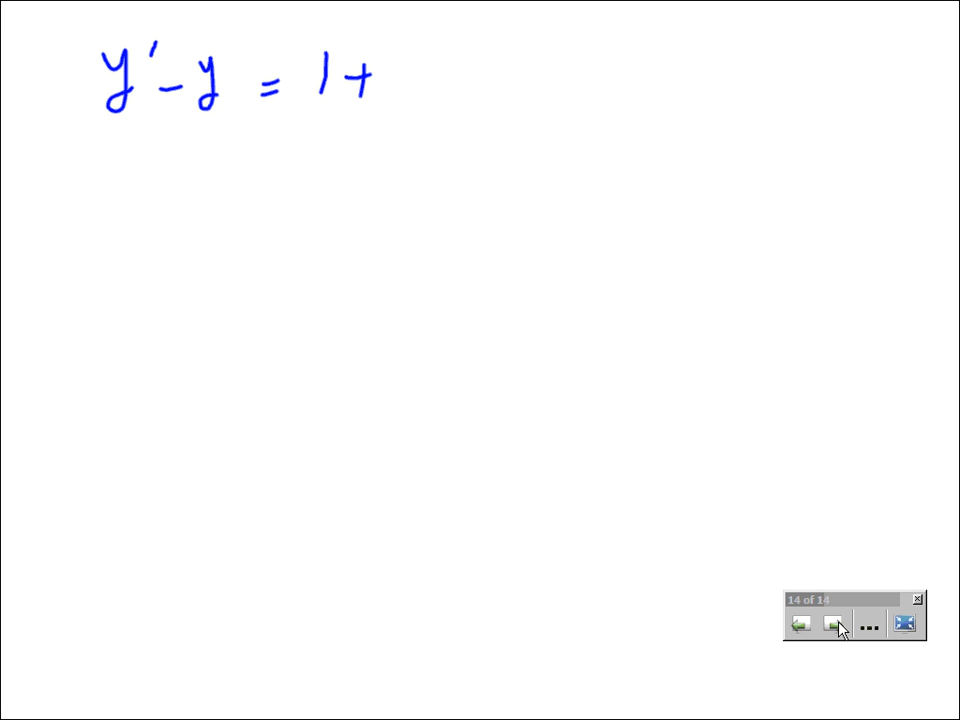 y' - y = 1 +
14 of 14
...